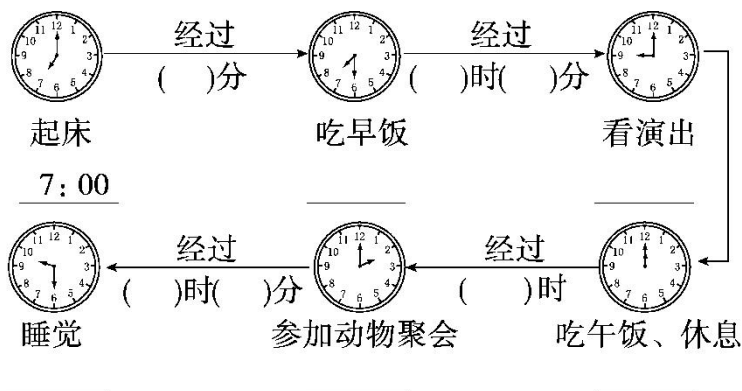 经过 经过
( )分 ( )时( )分
起床 吃早饭 看演出
7：00
经过 经过
( )时( )分 ( )时
睡觉 参加动物聚会 吃午饭、休息